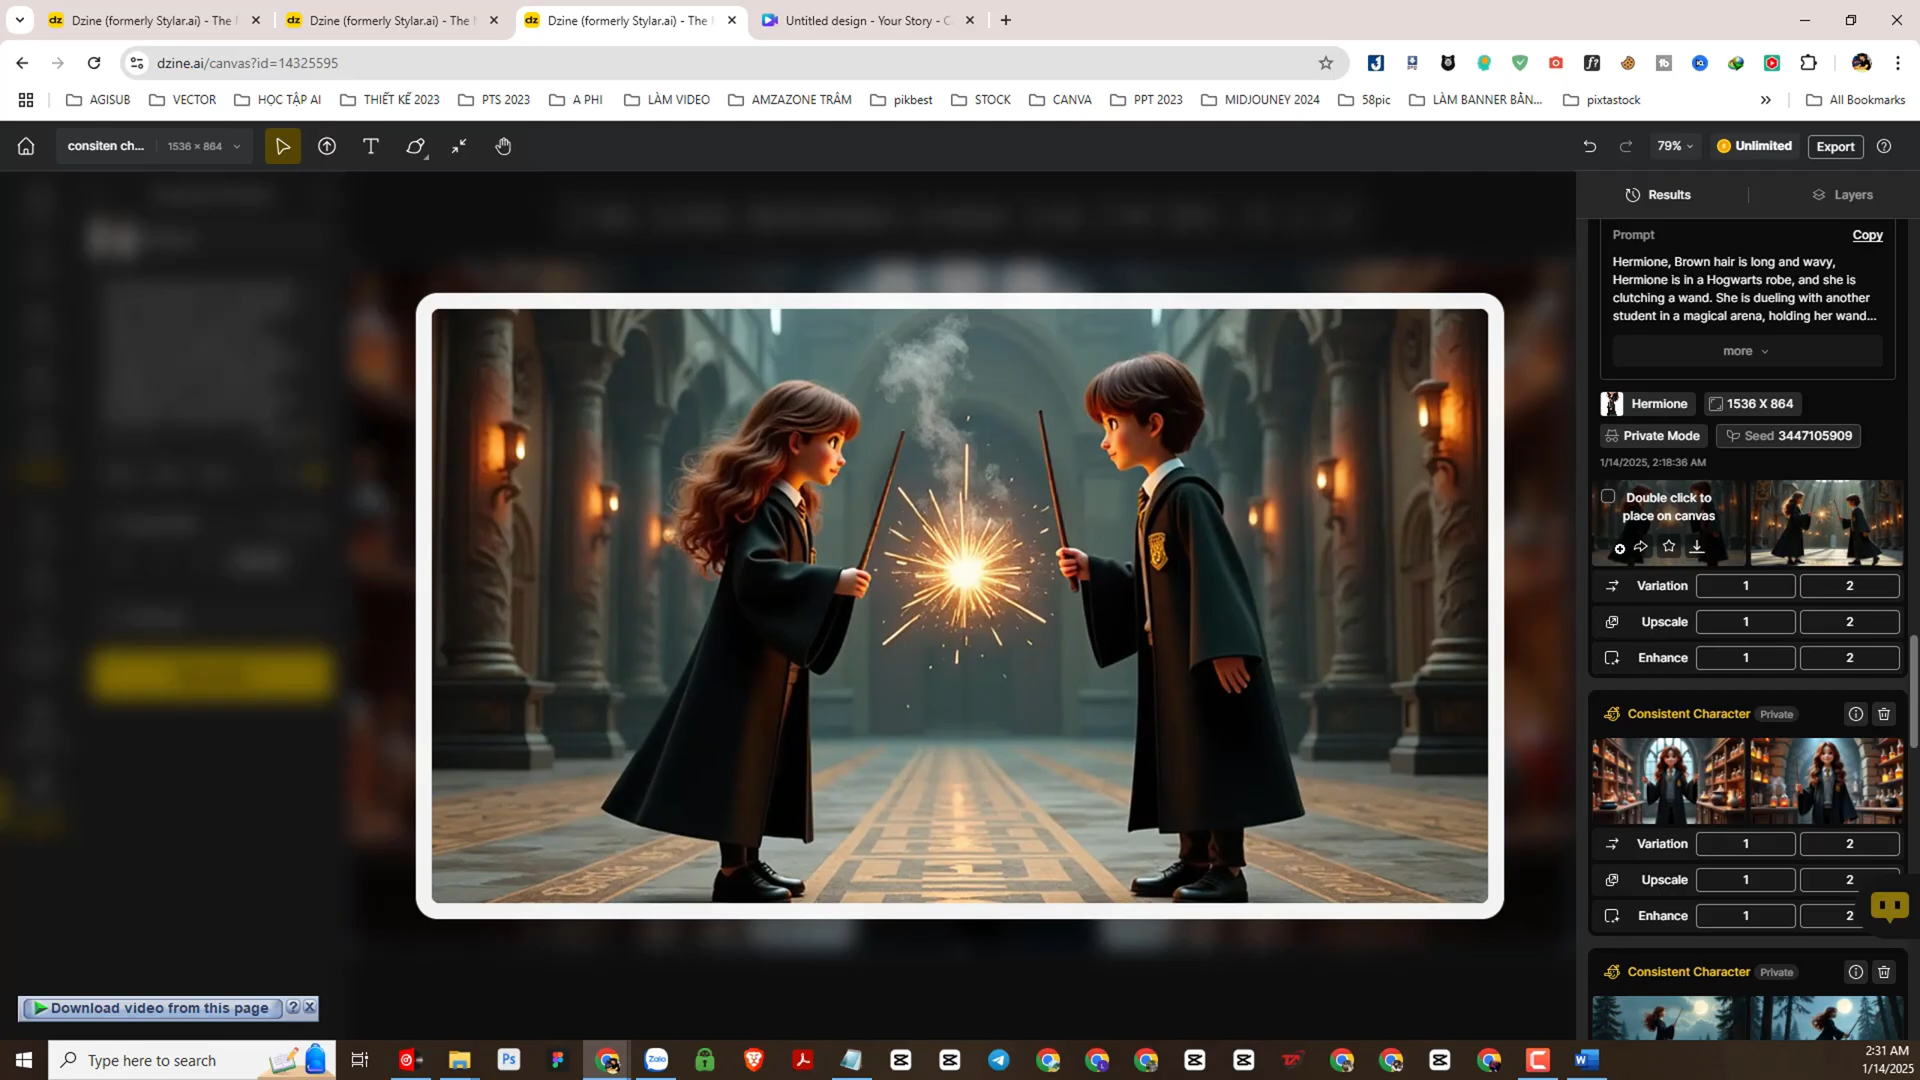 Dzine (formerly Stylar.ai) - The
Dzine (formerly Stylar.ai) - The
Dzine (formerly Stylar.ai) - The
Untitled design - Your Story - C
dzine.ai/canvas?id=14325595
AGISUB
VECTOR
HỌC TẬP AI
THIẾT KẾ 2023
PTS 2023
A PHI
LÀM VIDEO
AMZAZONE TRÂM
pikbest
STOCK
CANVA
PPT 2023
MIDJOUNEY 2024
58pic
LÀM BANNER BẰN...
pixtastock
»
All Bookmarks
consiten ch...
1536 × 864
T
79%
Unlimited
Export
Results
Layers
Prompt
Copy
Hermione, Brown hair is long and wavy,
Hermione is in a Hogwarts robe, and she is
clutching a wand. She is dueling with another
student in a magical arena, holding her wand...
more
Hermione
1536 X 864
Private Mode
Seed 3447105909
1/14/2025, 2:18:36 AM
Double click to
place on canvas
Variation 1 2
Upscale 1 2
Enhance 1 2
Consistent Character Private
Variation 1 2
Upscale 1 2
Enhance 1 2
Consistent Character Private
Download video from this page ? X
Type here to search
Ps
Zalo
W
2:31 AM
1/14/2025